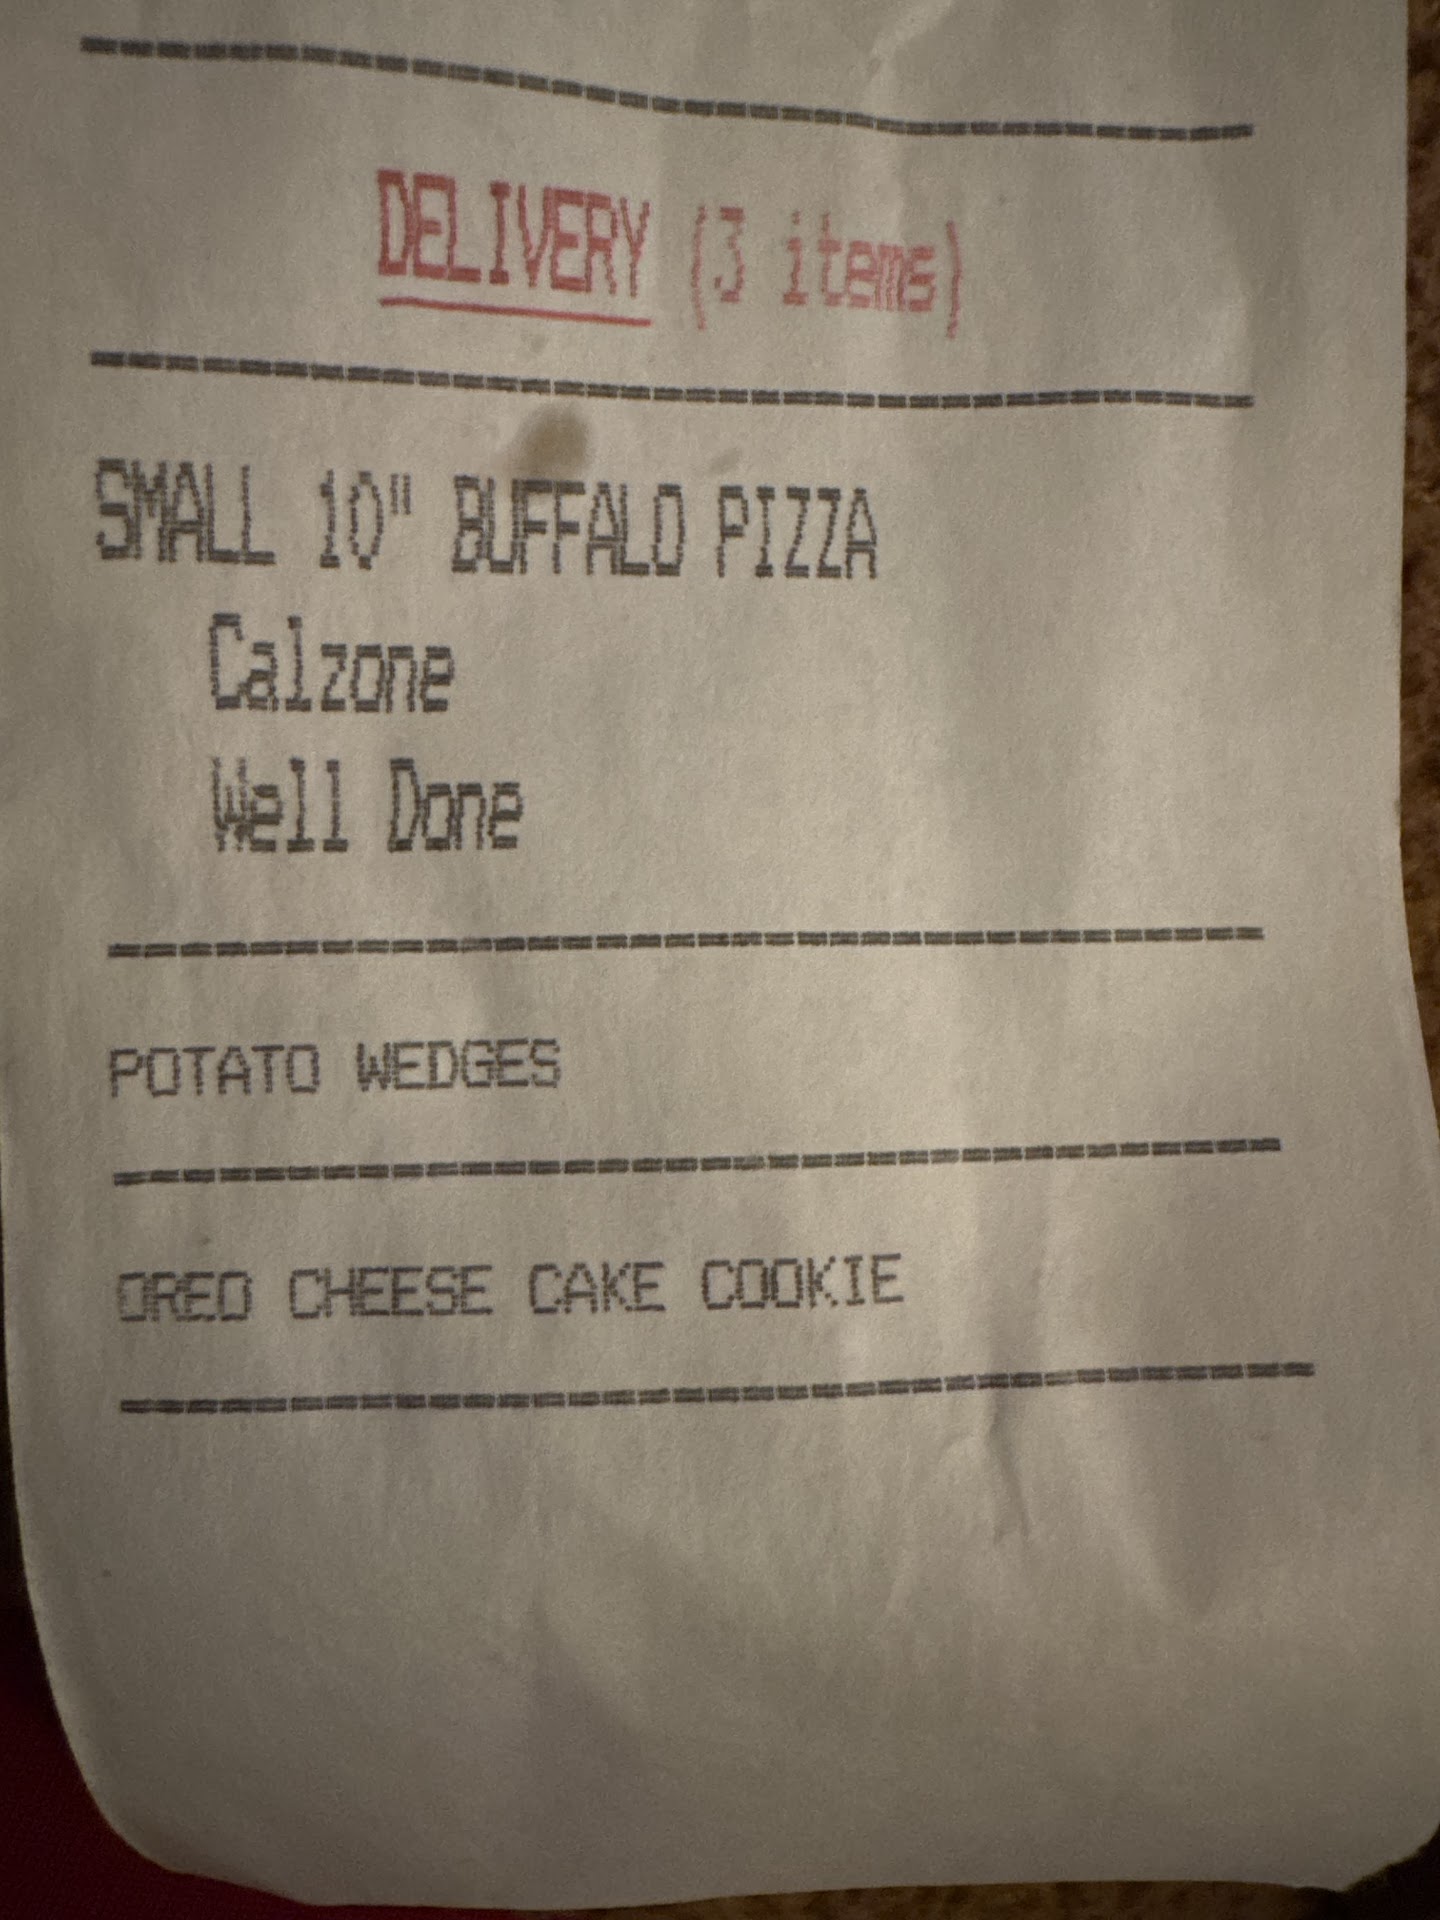 DELIVERY (3 items)
SMALL 10" BUFFALO PIZZA
Calzone
Well Done
POTATO WEDGES
OREO CHEESE CAKE COOKIE